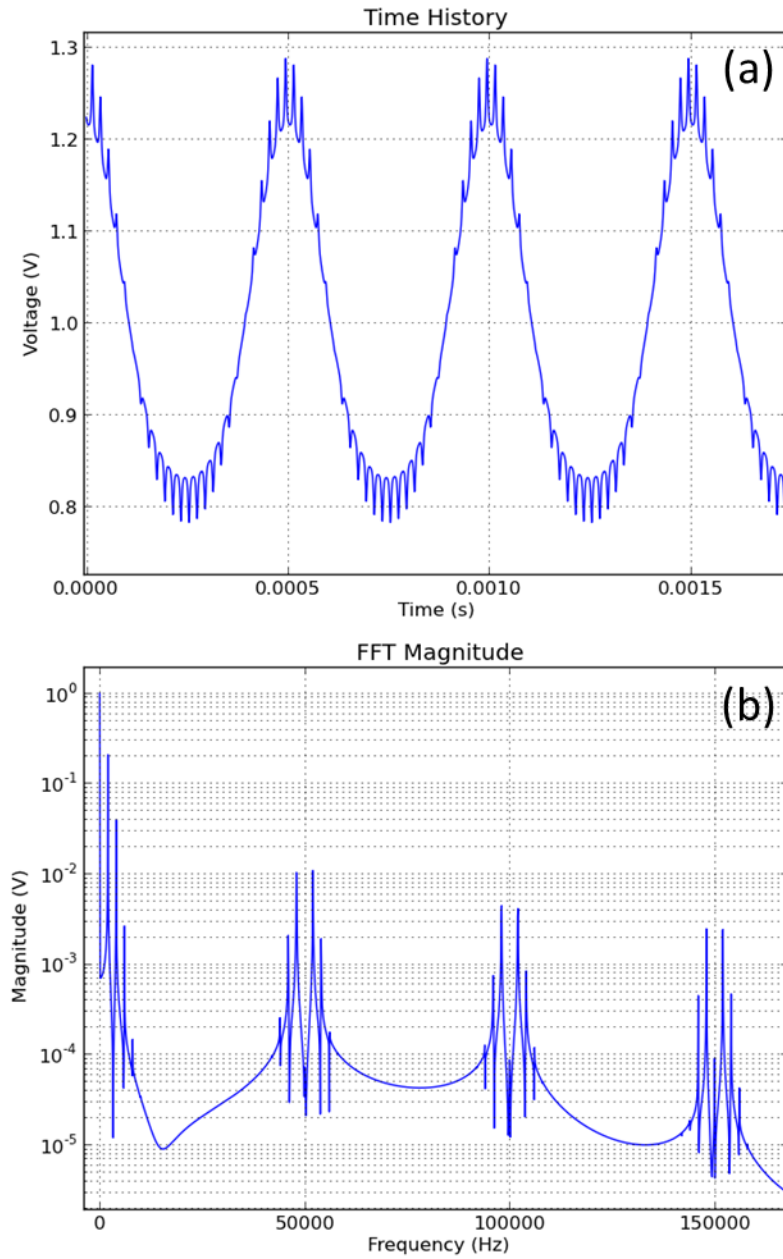 Time History
(a)
1.3
1.2
1.1
1.0
0.9
0.8
Voltage (V)
0.0000 0.0005 0.0010 0.0015
Time (s)
FFT Magnitude
(b)
10⁰
10⁻¹
10⁻²
10⁻³
10⁻⁴
10⁻⁵
Magnitude (V)
0 50000 100000 150000
Frequency (Hz)